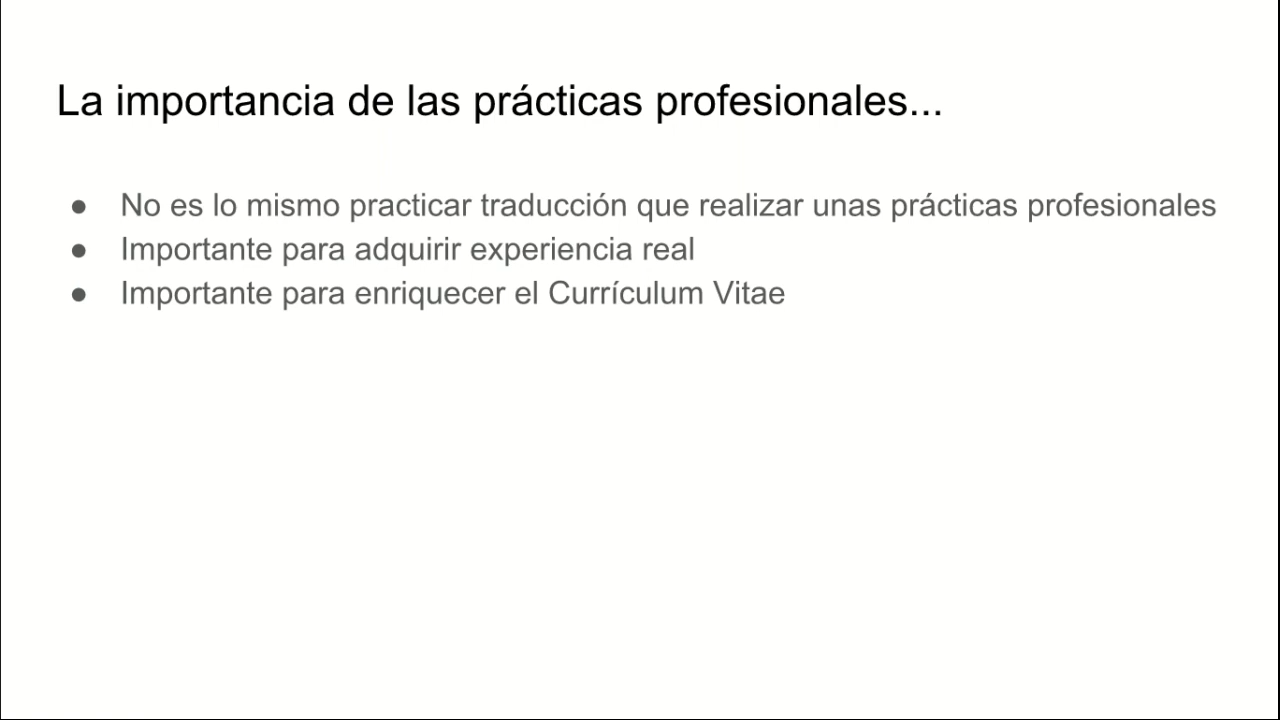 La importancia de las prácticas profesionales...
● No es lo mismo practicar traducción que realizar unas prácticas profesionales
● Importante para adquirir experiencia real
● Importante para enriquecer el Currículum Vitae